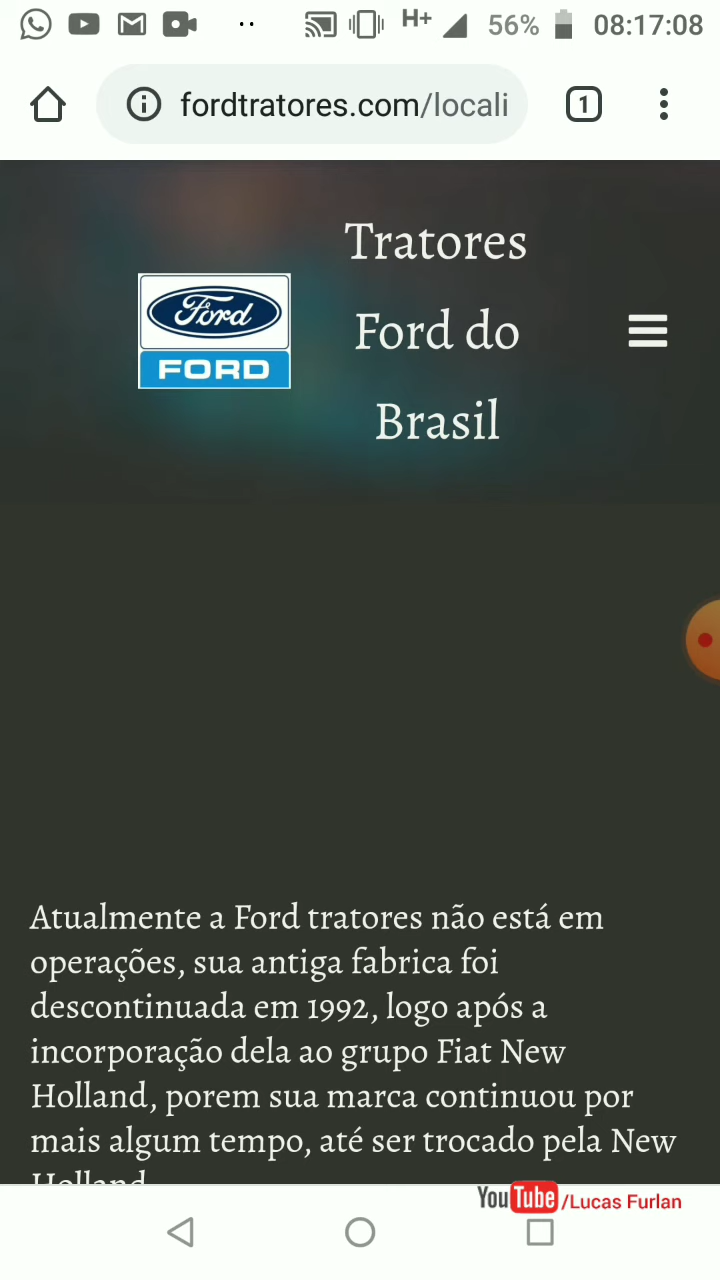 H+ 56% 08:17:08
fordtratores.com/locali
1
Tratores
Ford do
Brasil
Ford
FORD
Atualmente a Ford tratores não está em
operações, sua antiga fabrica foi
descontinuada em 1992, logo após a
incorporação dela ao grupo Fiat New
Holland, porem sua marca continuou por
mais algum tempo, até ser trocado pela New
Holland
YouTube/Lucas Furlan